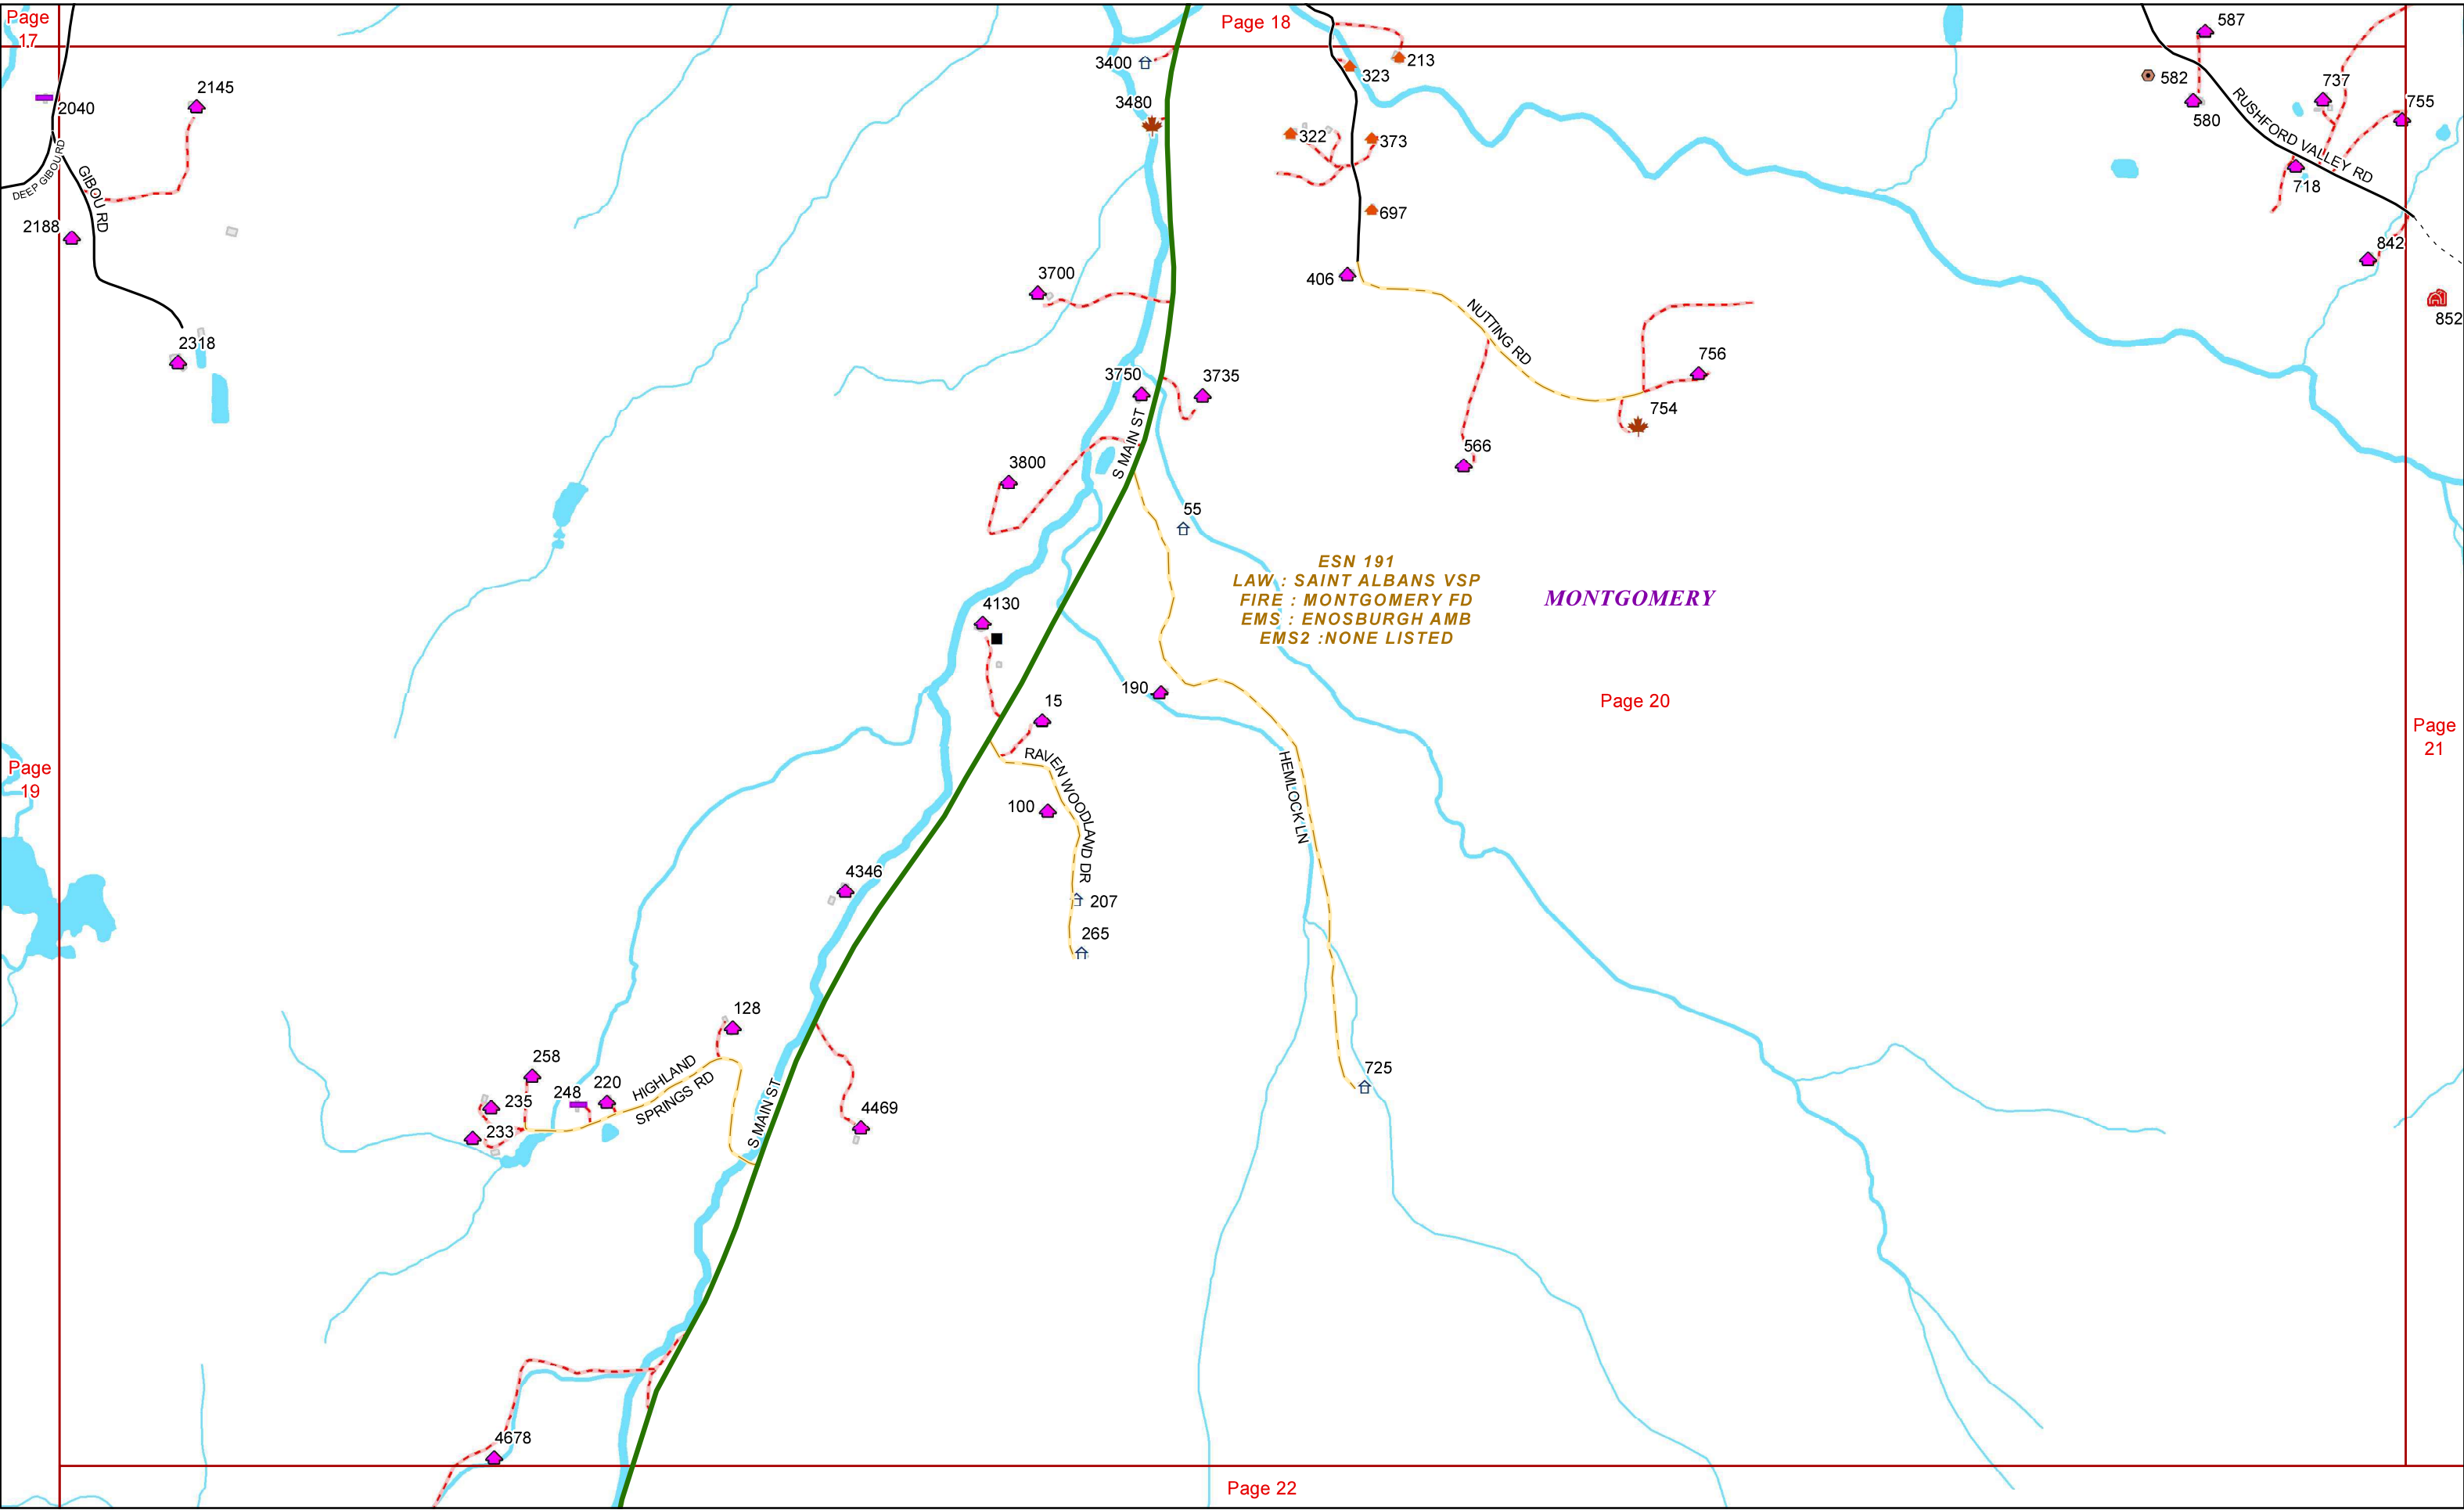 Page
17
Page 18
587
3400
213
323
582
737
2145
2040
3480
755
580
RUSHFORD VALLEY RD
322
373
DEEP GIBOU RD
GIBOU RD
718
697
2188
842
3700
406
852
NUTTING RD
2318
756
3750
3735
754
S MAIN ST
566
3800
55
ESN 191
LAW : SAINT ALBANS VSP
FIRE : MONTGOMERY FD
EMS : ENOSBURGH AMB
EMS2 :NONE LISTED
MONTGOMERY
4130
190
15
Page 20
Page
21
Page
19
RAVEN WOODLAND DR
HEMLOCK LN
100
4346
207
265
128
258
725
248
220
HIGHLAND
SPRINGS RD
235
233
S MAIN ST
4469
4678
Page 22